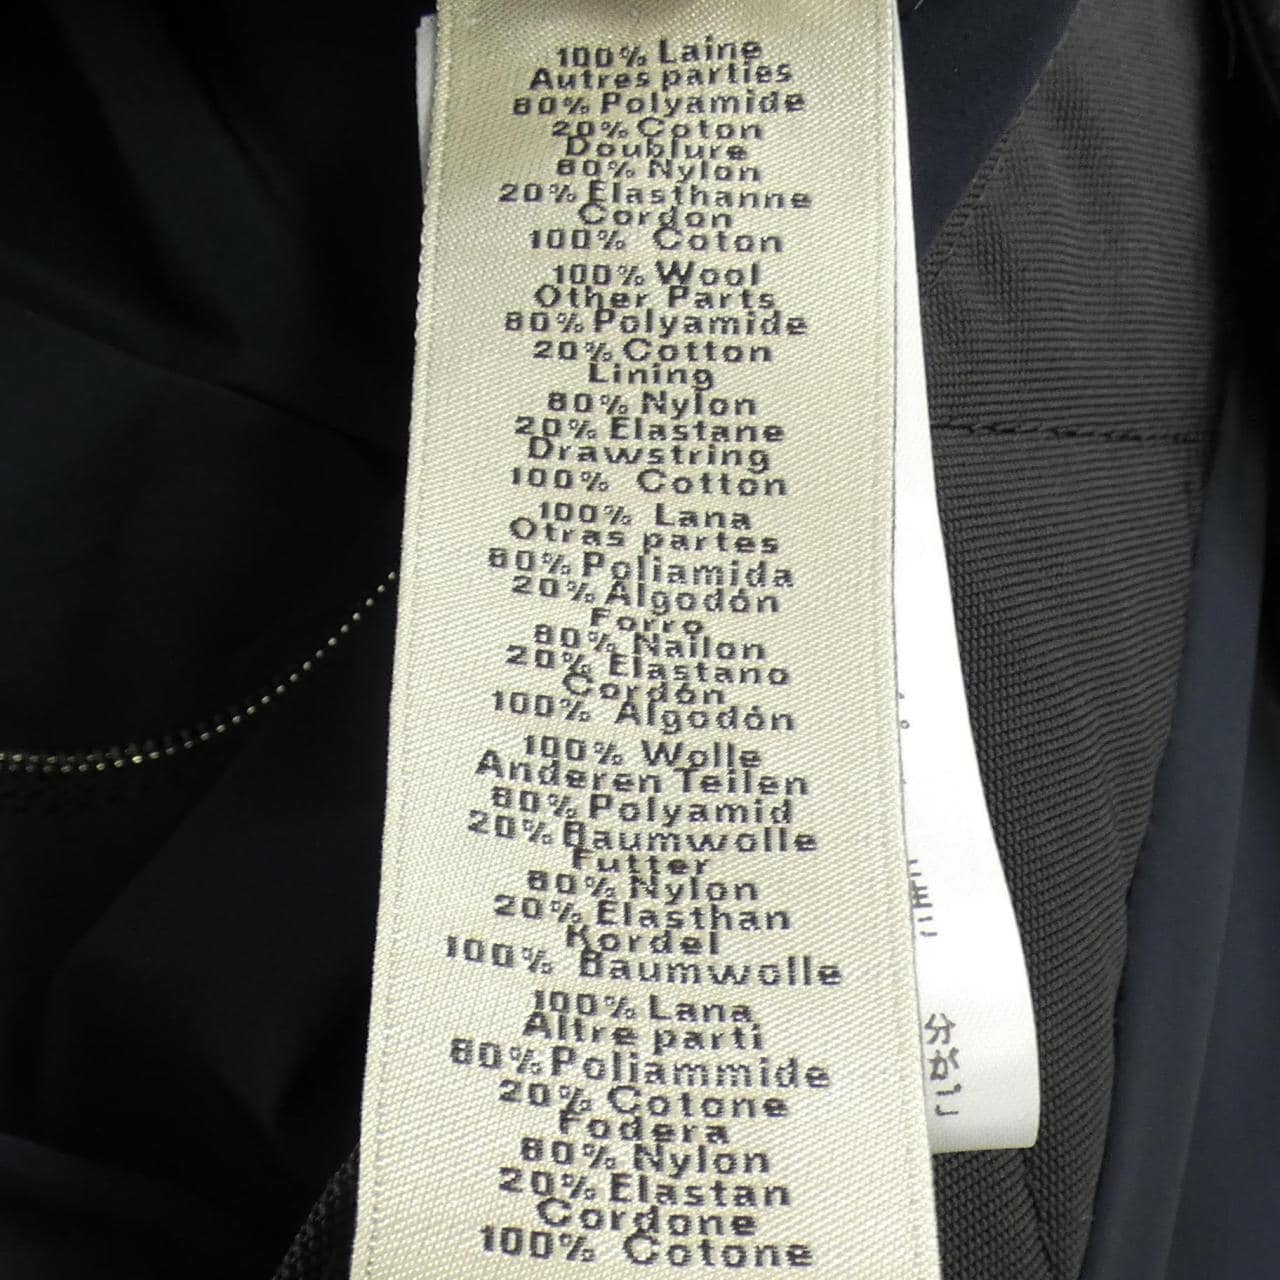 100% Laine
Autres parties
80% Polyamide
20% Coton
Doublure
80% Nylon
20% Elasthanne
Cordon
100% Coton
100% Wool
Other Parts
80% Polyamide
20% Cotton
Lining
80% Nylon
20% Elastane
Drawstring
100% Cotton
100% Lana
Otras partes
80% Poliamida
20% Algodón
Forro
80% Nailon
20% Elastano
Cordón
100% Algodón
100% Wolle
Anderen Teilen
80% Polyamid
20% Baumwolle
Futter
80% Nylon
20% Elasthan
Kordel
100% Baumwolle
100% Lana
Altre parti
80% Poliammide
20% Cotone
Fodera
80% Nylon
20% Elastan
Cordone
100% Cotone
分がご